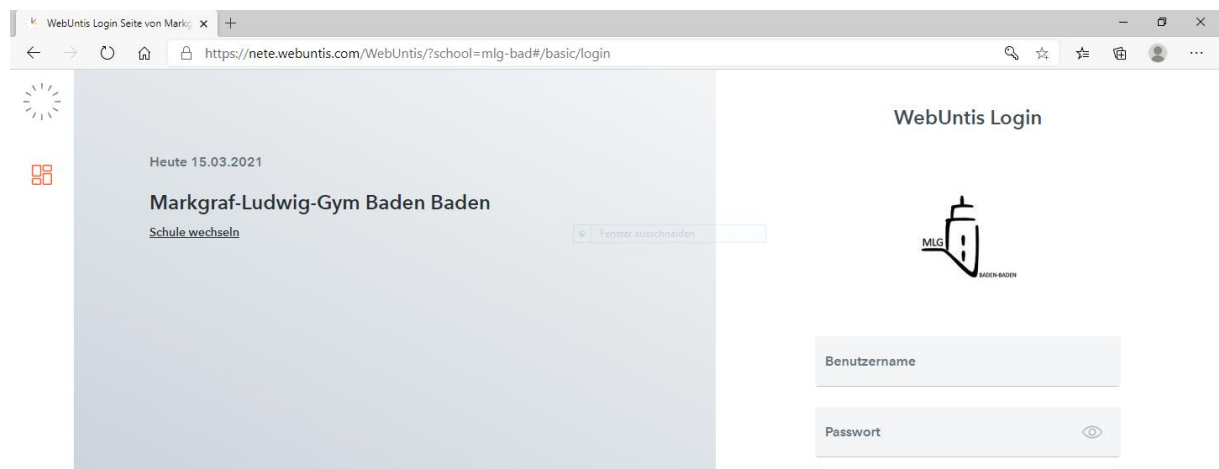 WebUntis Login Seite von Markg
https://nete.webuntis.com/WebUntis/?school=mlg-bad#/basic/login
Heute 15.03.2021
Markgraf-Ludwig-Gym Baden Baden
Schule wechseln
Fenster ausschneiden
WebUntis Login
MLG
BADEN-BADEN
Benutzername
Passwort